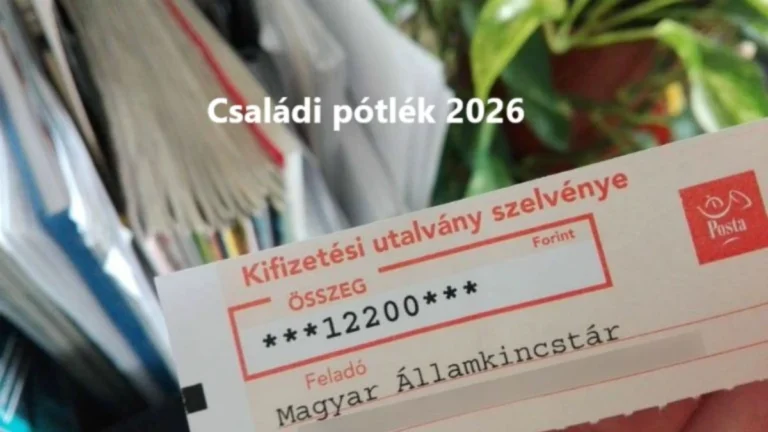 Családi pótlék 2026
Kifizetési utalvány szelvénye
Posta
ÖSSZEG
Forint
***12200***
Feladó
Magyar Államkincstár